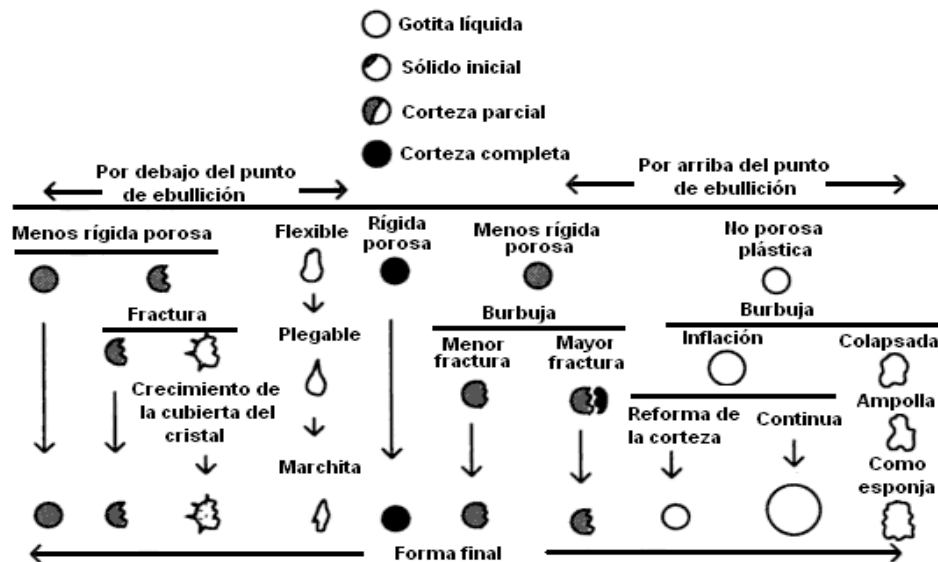 Gotita líquida
Sólido inicial
Corteza parcial
Corteza completa
Por debajo del punto
de ebullición
Por arriba del punto
de ebullición
Menos rígida porosa
Flexible
Rígida
porosa
Menos rígida
porosa
No porosa
plástica
Fractura
Plegable
Burbuja
Burbuja
Menor
fractura
Mayor
fractura
Inflación
Colapsada
Crecimiento de
la cubierta del
cristal
Reforma de
la corteza
Continua
Ampolla
Marchita
Como
esponja
Forma final